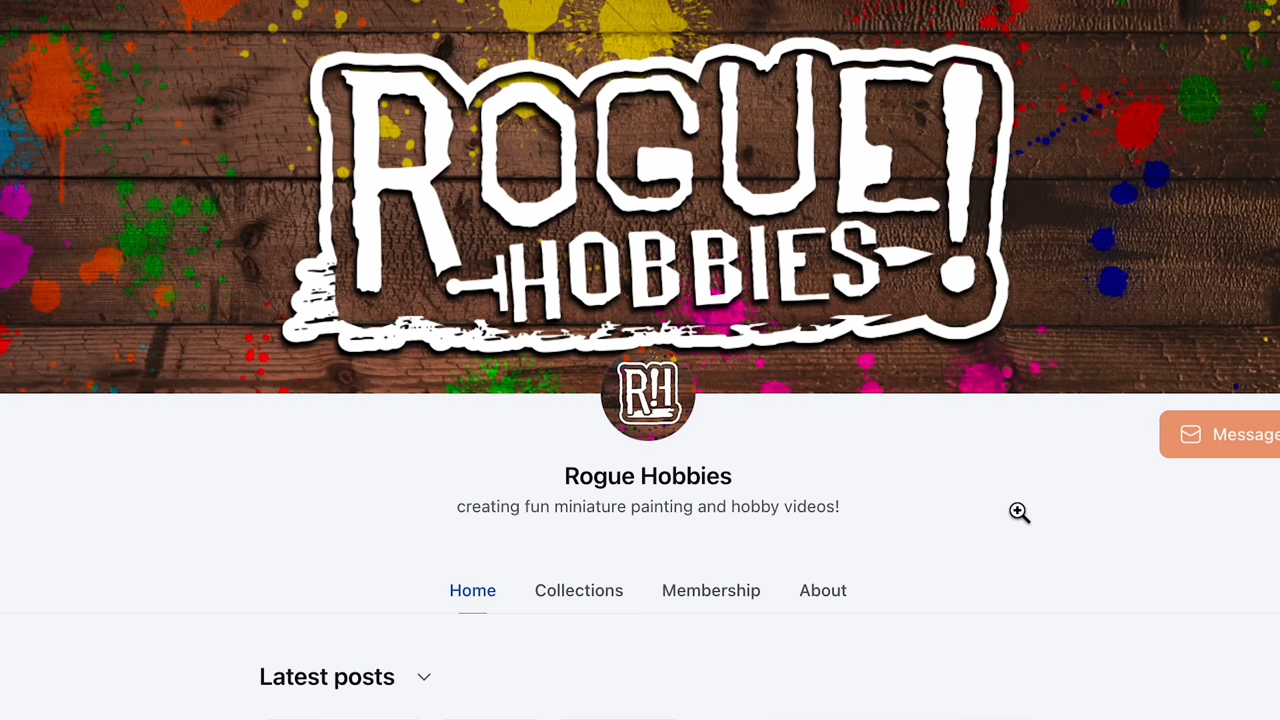 ROGUE!
HOBBIES
R!H
Rogue Hobbies
creating fun miniature painting and hobby videos!
Message
Home Collections Membership About
Latest posts